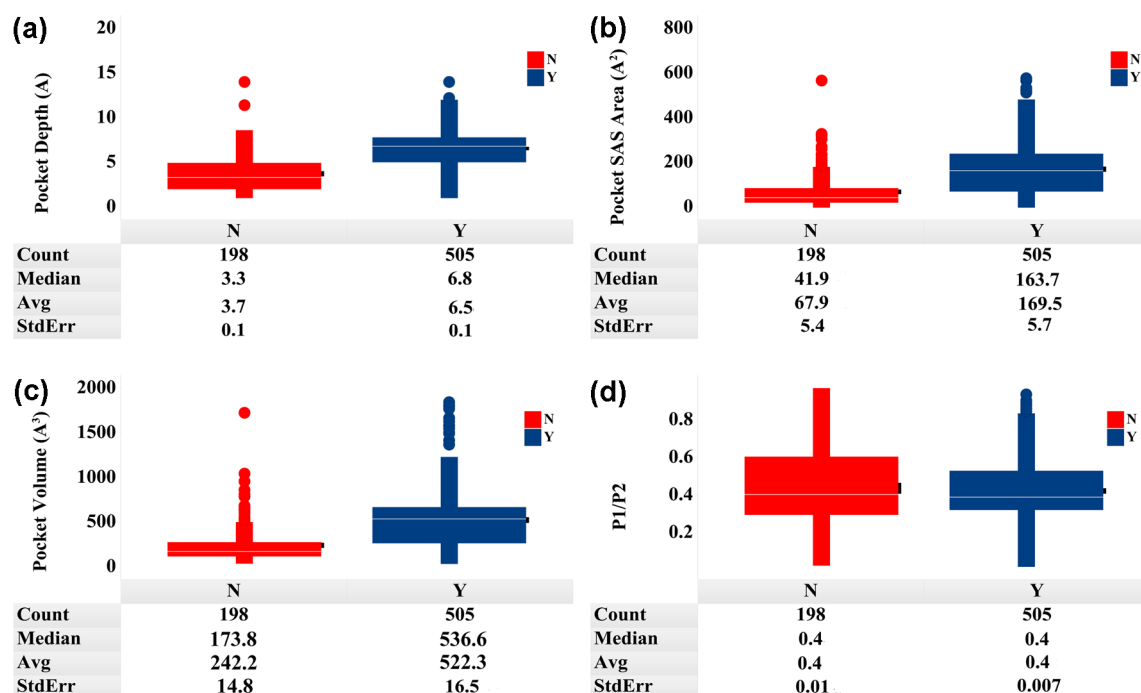 (a)
20
15
10
5
0
Pocket Depth (A)
N
Y
N Y
Count 198 505
Median 3.3 6.8
Avg 3.7 6.5
StdErr 0.1 0.1
(b)
800
600
400
200
0
Pocket SAS Area (A²)
N
Y
N Y
Count 198 505
Median 41.9 163.7
Avg 67.9 169.5
StdErr 5.4 5.7
(c)
2000
1500
1000
500
0
Pocket Volume (A³)
N
Y
N Y
Count 198 505
Median 173.8 536.6
Avg 242.2 522.3
StdErr 14.8 16.5
(d)
0.8
0.6
0.4
0.2
P1/P2
N
Y
N Y
Count 198 505
Median 0.4 0.4
Avg 0.4 0.4
StdErr 0.01 0.007